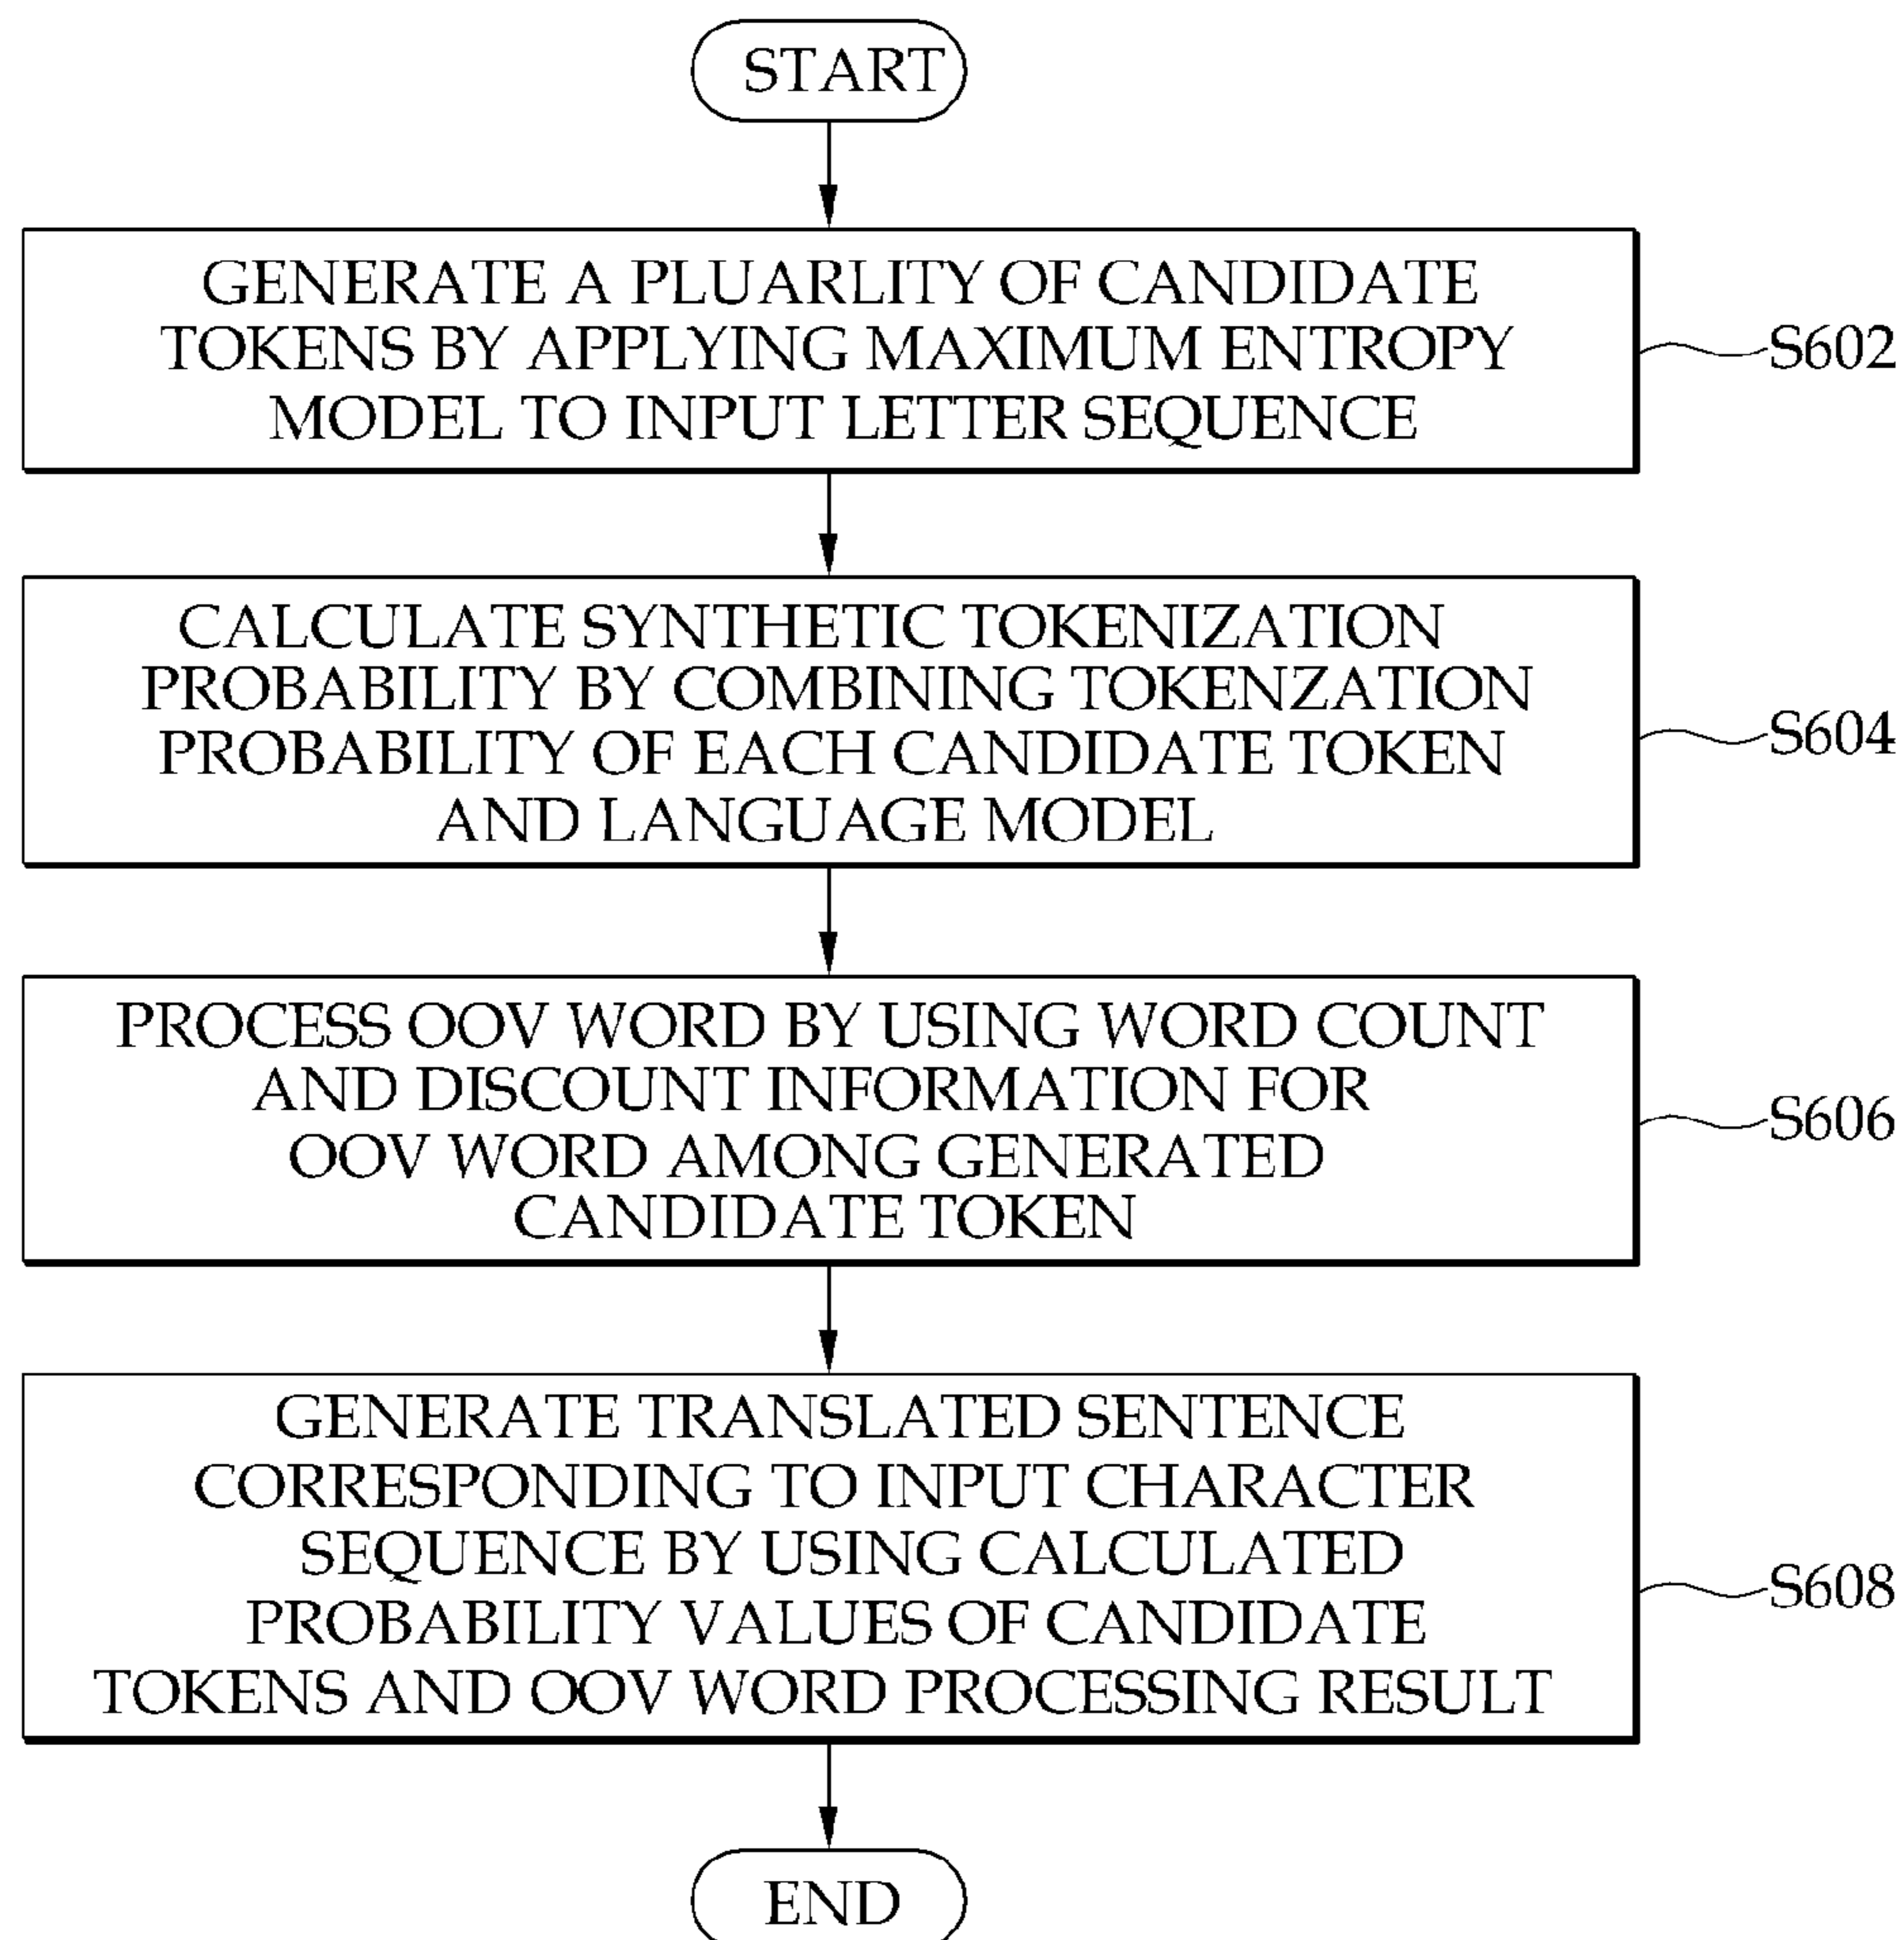 START
GENERATE A PLUARLITY OF CANDIDATE
TOKENS BY APPLYING MAXIMUM ENTROPY
MODEL TO INPUT LETTER SEQUENCE
S602
CALCULATE SYNTHETIC TOKENIZATION
PROBABILITY BY COMBINING TOKENZATION
PROBABILITY OF EACH CANDIDATE TOKEN
AND LANGUAGE MODEL
S604
PROCESS OOV WORD BY USING WORD COUNT
AND DISCOUNT INFORMATION FOR
OOV WORD AMONG GENERATED
CANDIDATE TOKEN
S606
GENERATE TRANSLATED SENTENCE
CORRESPONDING TO INPUT CHARACTER
SEQUENCE BY USING CALCULATED
PROBABILITY VALUES OF CANDIDATE
TOKENS AND OOV WORD PROCESSING RESULT
S608
END